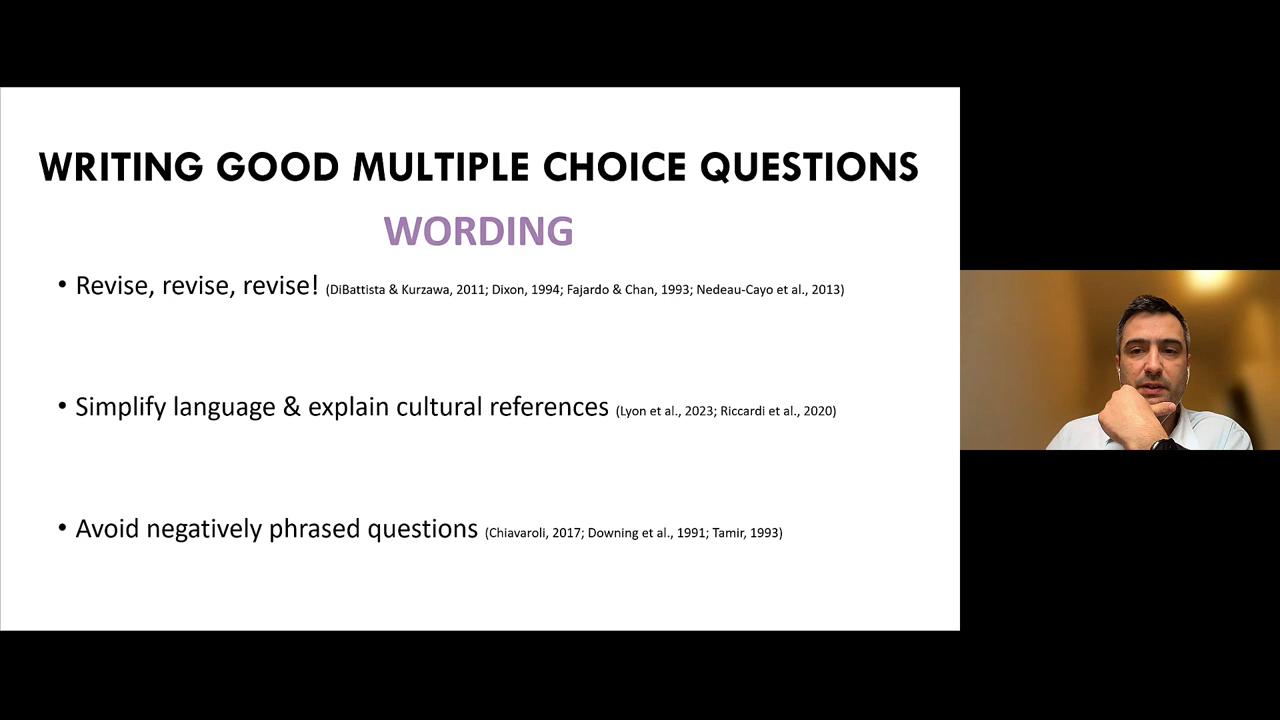 WRITING GOOD MULTIPLE CHOICE QUESTIONS
WORDING
• Revise, revise, revise! (DiBattista & Kurzawa, 2011; Dixon, 1994; Fajardo & Chan, 1993; Nedeau-Cayo et al., 2013)
• Simplify language & explain cultural references (Lyon et al., 2023; Riccardi et al., 2020)
• Avoid negatively phrased questions (Chiavaroli, 2017; Downing et al., 1991; Tamir, 1993)